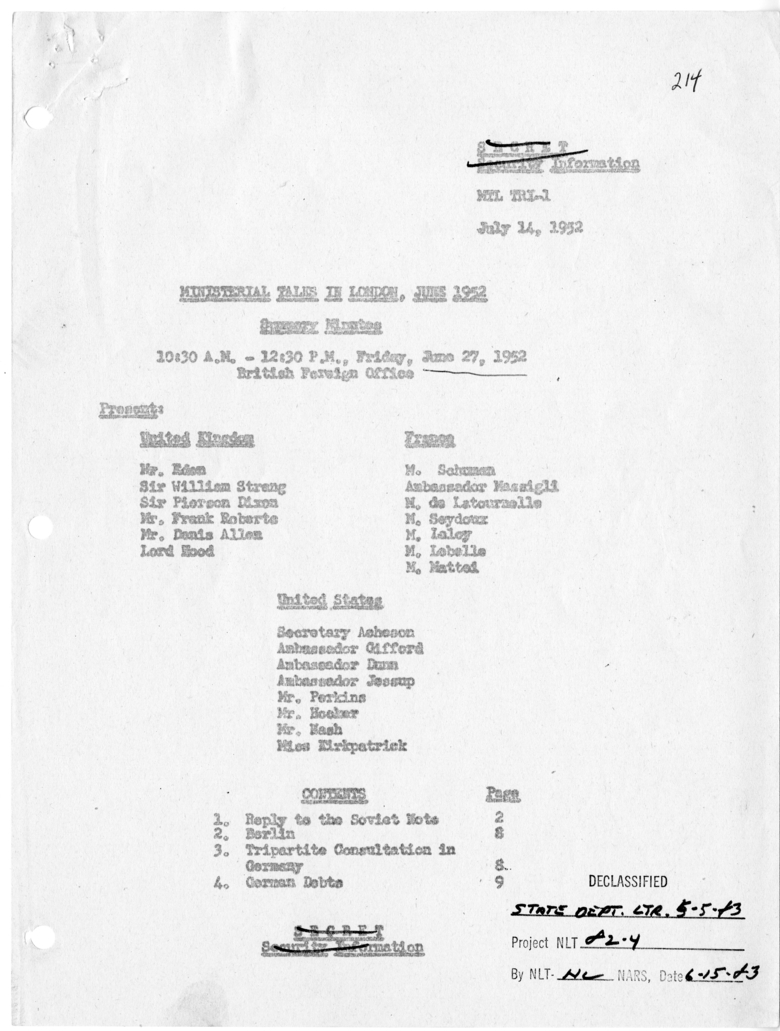 214
S E C R E T
Security Information
MTL TRI-1
July 14, 1952
MINISTERIAL TALKS IN LONDON, JUNE 1952
Summary Minutes
10:30 A.M. - 12:30 P.M., Friday, June 27, 1952
British Foreign Office
Present:
United Kingdom
Mr. Eden
Sir William Strang
Sir Pierson Dixon
Mr. Frank Roberts
Mr. Denis Allen
Lord Hood
France
M. Schuman
Ambassador Massigli
M. de Latournelle
M. Seydoux
M. Laloy
M. Lebelle
M. Mattei
United States
Secretary Acheson
Ambassador Gifford
Ambassador Dunn
Ambassador Jessup
Mr. Perkins
Mr. Hooker
Mr. Nash
Miss Kirkpatrick
CONTENTS Page
1. Reply to the Soviet Note 2
2. Berlin 8
3. Tripartite Consultation in
Germany 8
4. German Debts 9
S E C R E T
Security Information
DECLASSIFIED
STATE DEPT. LTR. 5-5-83
Project NLT 82-4
By NLT- HC NARS, Date 6-15-83